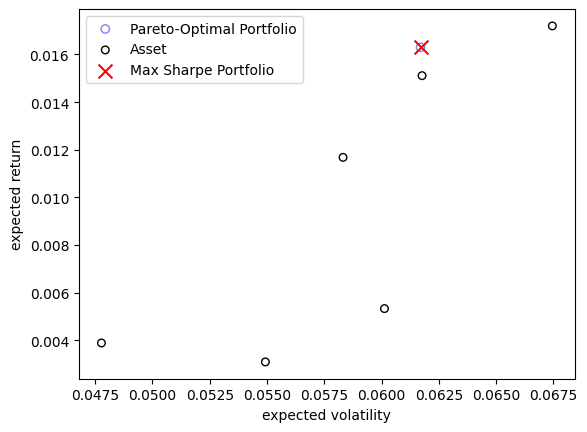 Pareto-Optimal Portfolio
Asset
Max Sharpe Portfolio
expected return
0.016
0.014
0.012
0.010
0.008
0.006
0.004
0.0475 0.0500 0.0525 0.0550 0.0575 0.0600 0.0625 0.0650 0.0675
expected volatility